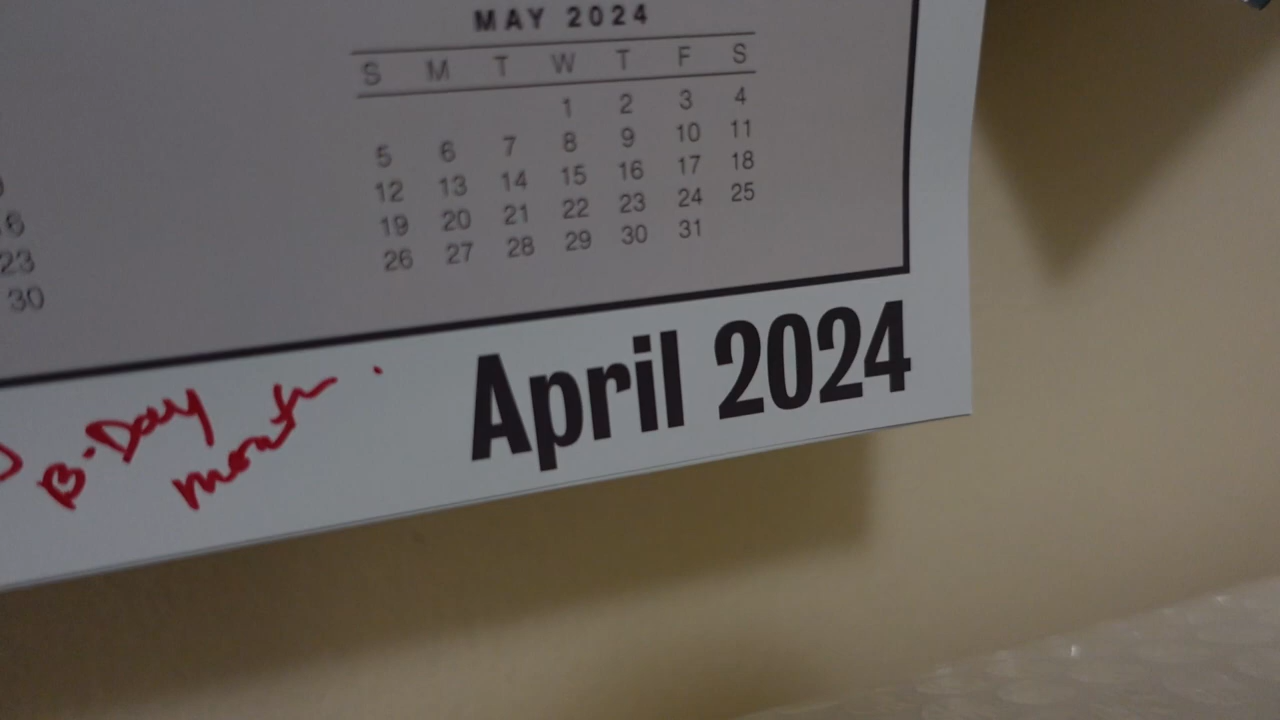 MAY 2024
S M T W T F S
1 2 3 4
5 6 7 8 9 10 11
12 13 14 15 16 17 18
19 20 21 22 23 24 25
26 27 28 29 30 31
23
30
April 2024
B-Day
month